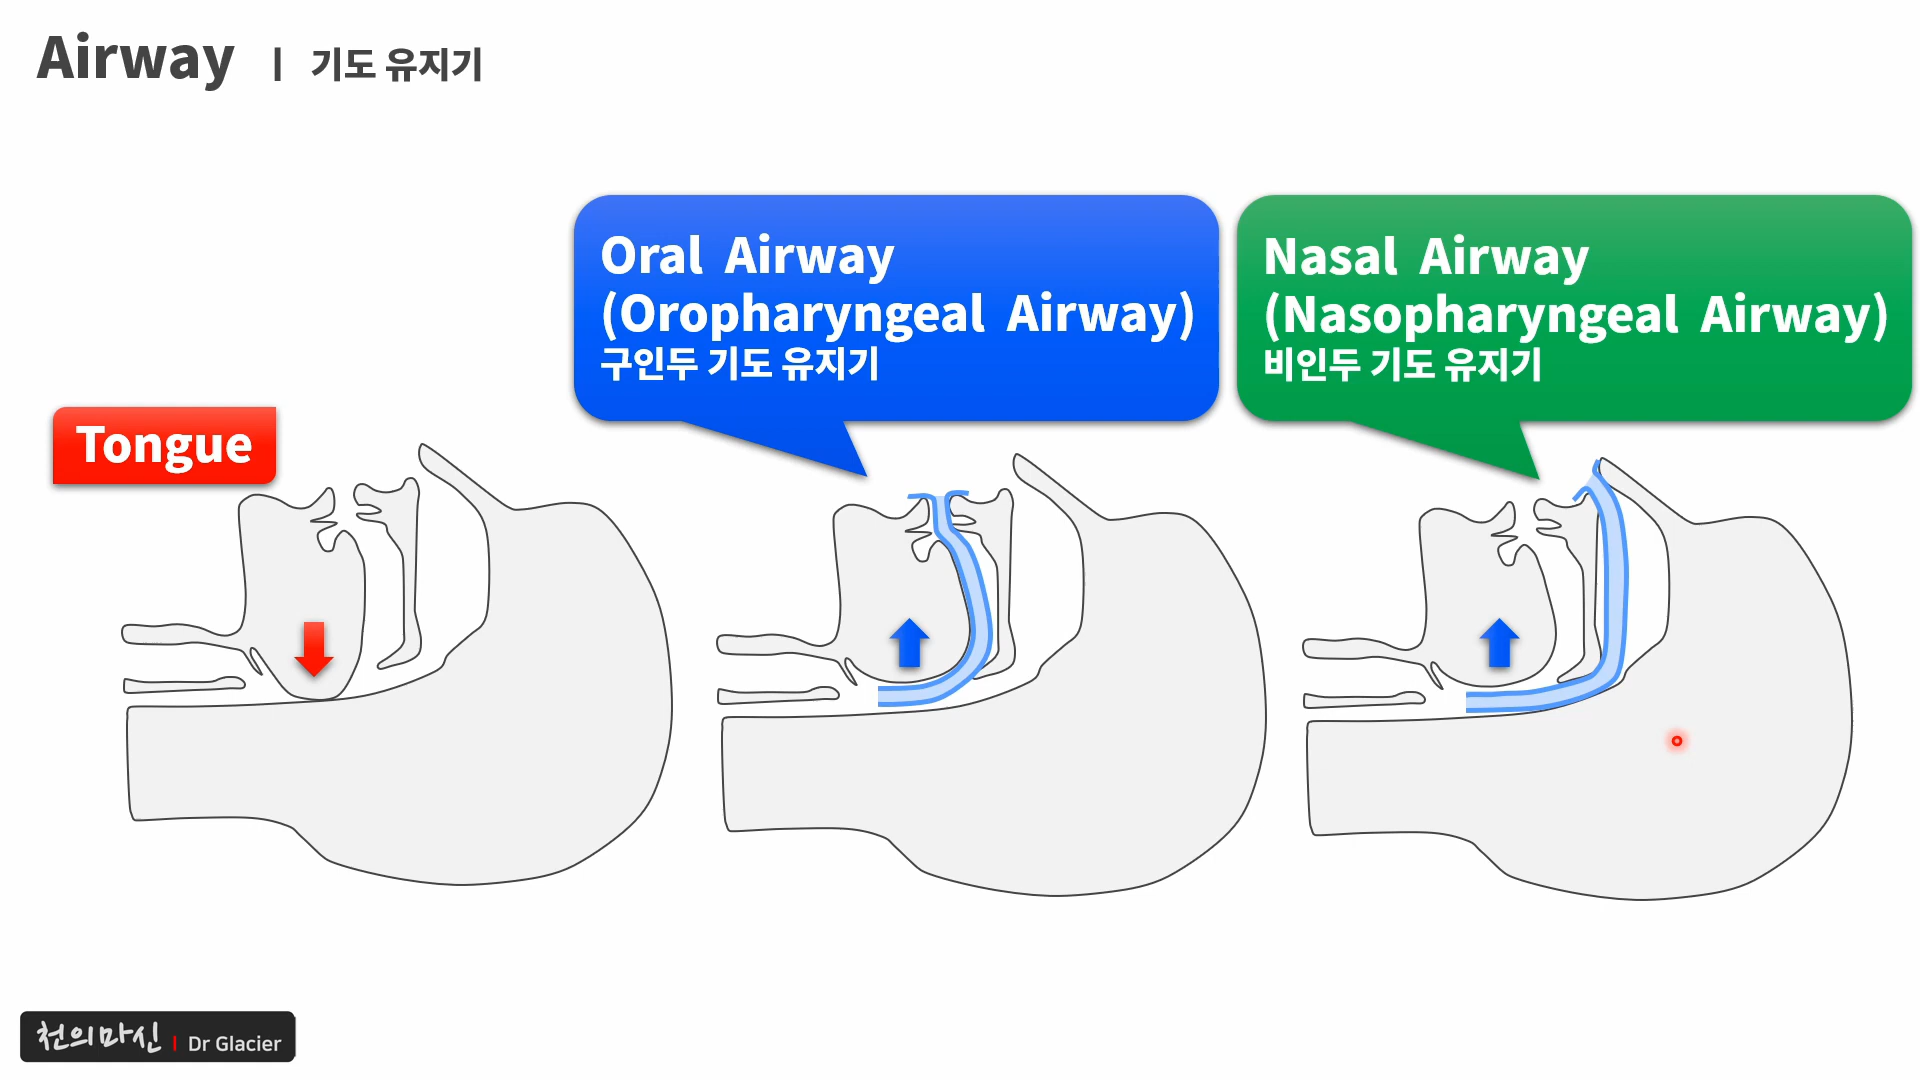 Airway | 기도 유지기
Oral Airway
(Oropharyngeal Airway)
구인두 기도 유지기
Nasal Airway
(Nasopharyngeal Airway)
비인두 기도 유지기
Tongue
천의마신 | Dr Glacier